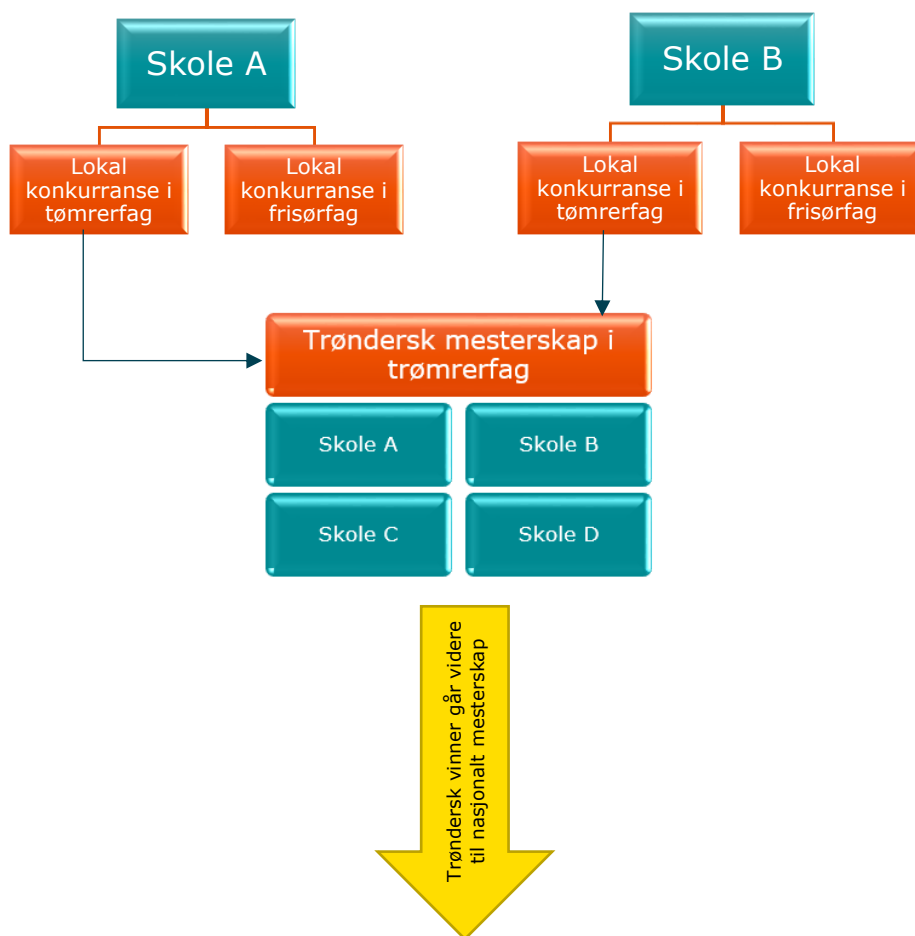 Skole A
Skole B
Lokal
konkurranse i
tømrerfag
Lokal
konkurranse i
frisørfag
Lokal
konkurranse i
tømrerfag
Lokal
konkurranse i
frisørfag
Trøndersk mesterskap i
trømrerfag
Skole A
Skole B
Skole C
Skole D
Trøndersk vinner går videre
til nasjonalt mesterskap